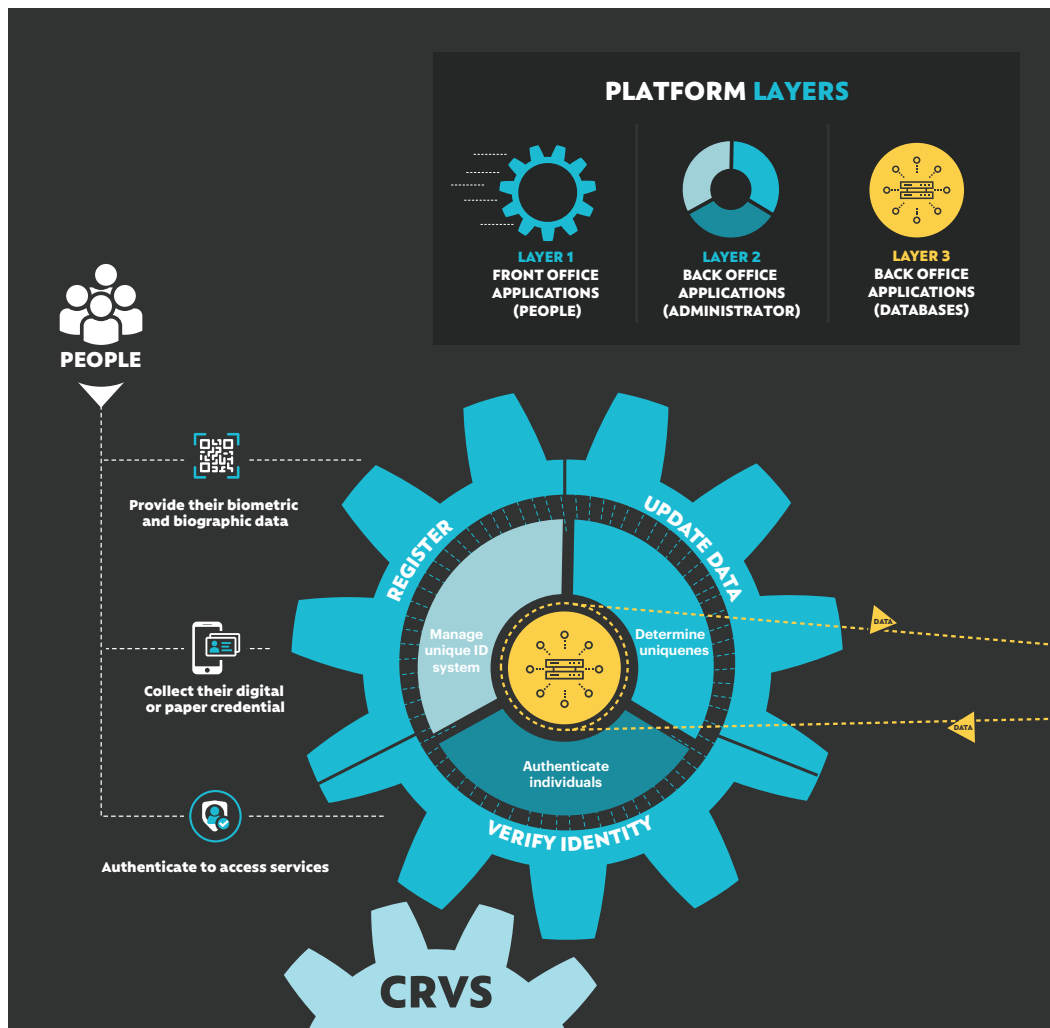 PLATFORM LAYERS
LAYER 1
FRONT OFFICE
APPLICATIONS
(PEOPLE)
LAYER 2
BACK OFFICE
APPLICATIONS
(ADMINISTRATOR)
LAYER 3
BACK OFFICE
APPLICATIONS
(DATABASES)
PEOPLE
Provide their biometric
and biographic data
Collect their digital
or paper credential
Authenticate to access services
REGISTER
UPDATE DATA
VERIFY IDENTITY
Manage
unique ID
system
Determine
uniquenes
Authenticate
individuals
DATA
DATA
CRVS